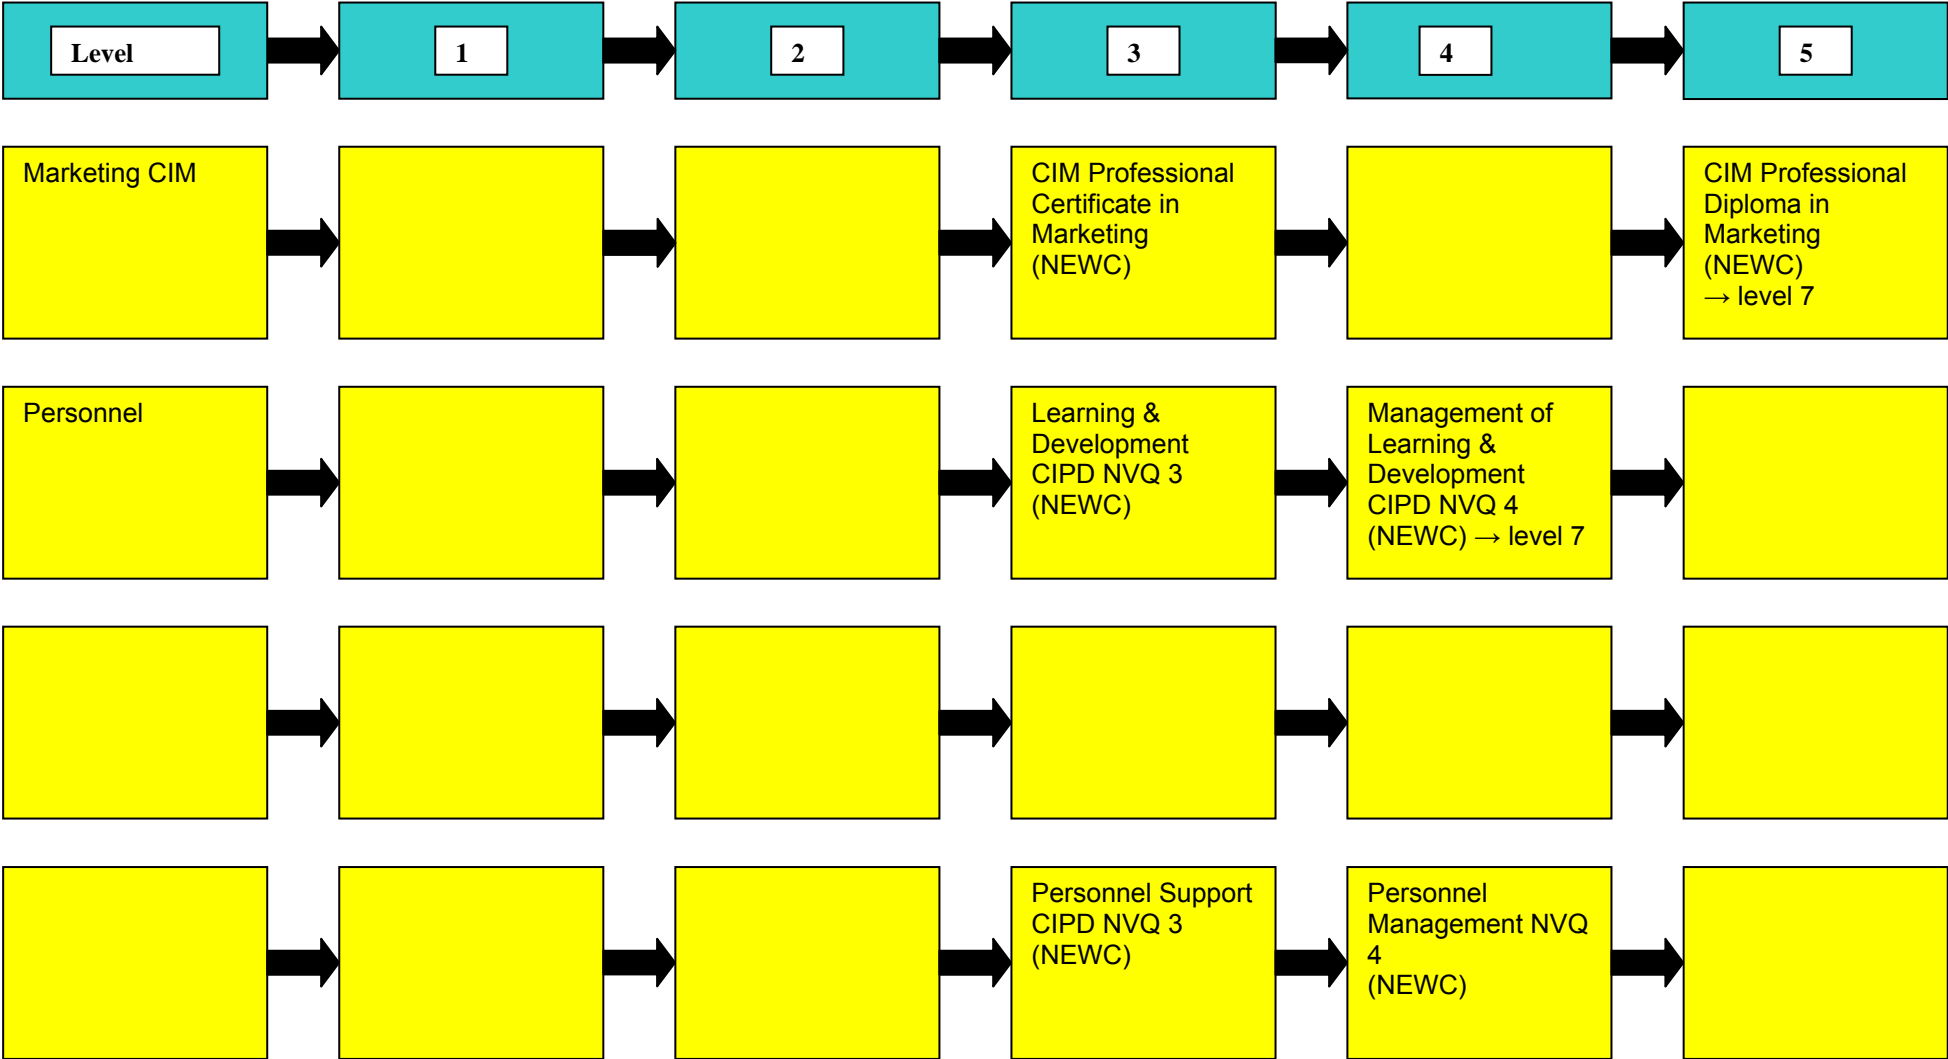 Level
1
2
3
4
5
Marketing CIM
CIM Professional
Certificate in
Marketing
(NEWC)
CIM Professional
Diploma in
Marketing
(NEWC)
→ level 7
Personnel
Learning &
Development
CIPD NVQ 3
(NEWC)
Management of
Learning &
Development
CIPD NVQ 4
(NEWC) → level 7
Personnel Support
CIPD NVQ 3
(NEWC)
Personnel
Management NVQ
4
(NEWC)